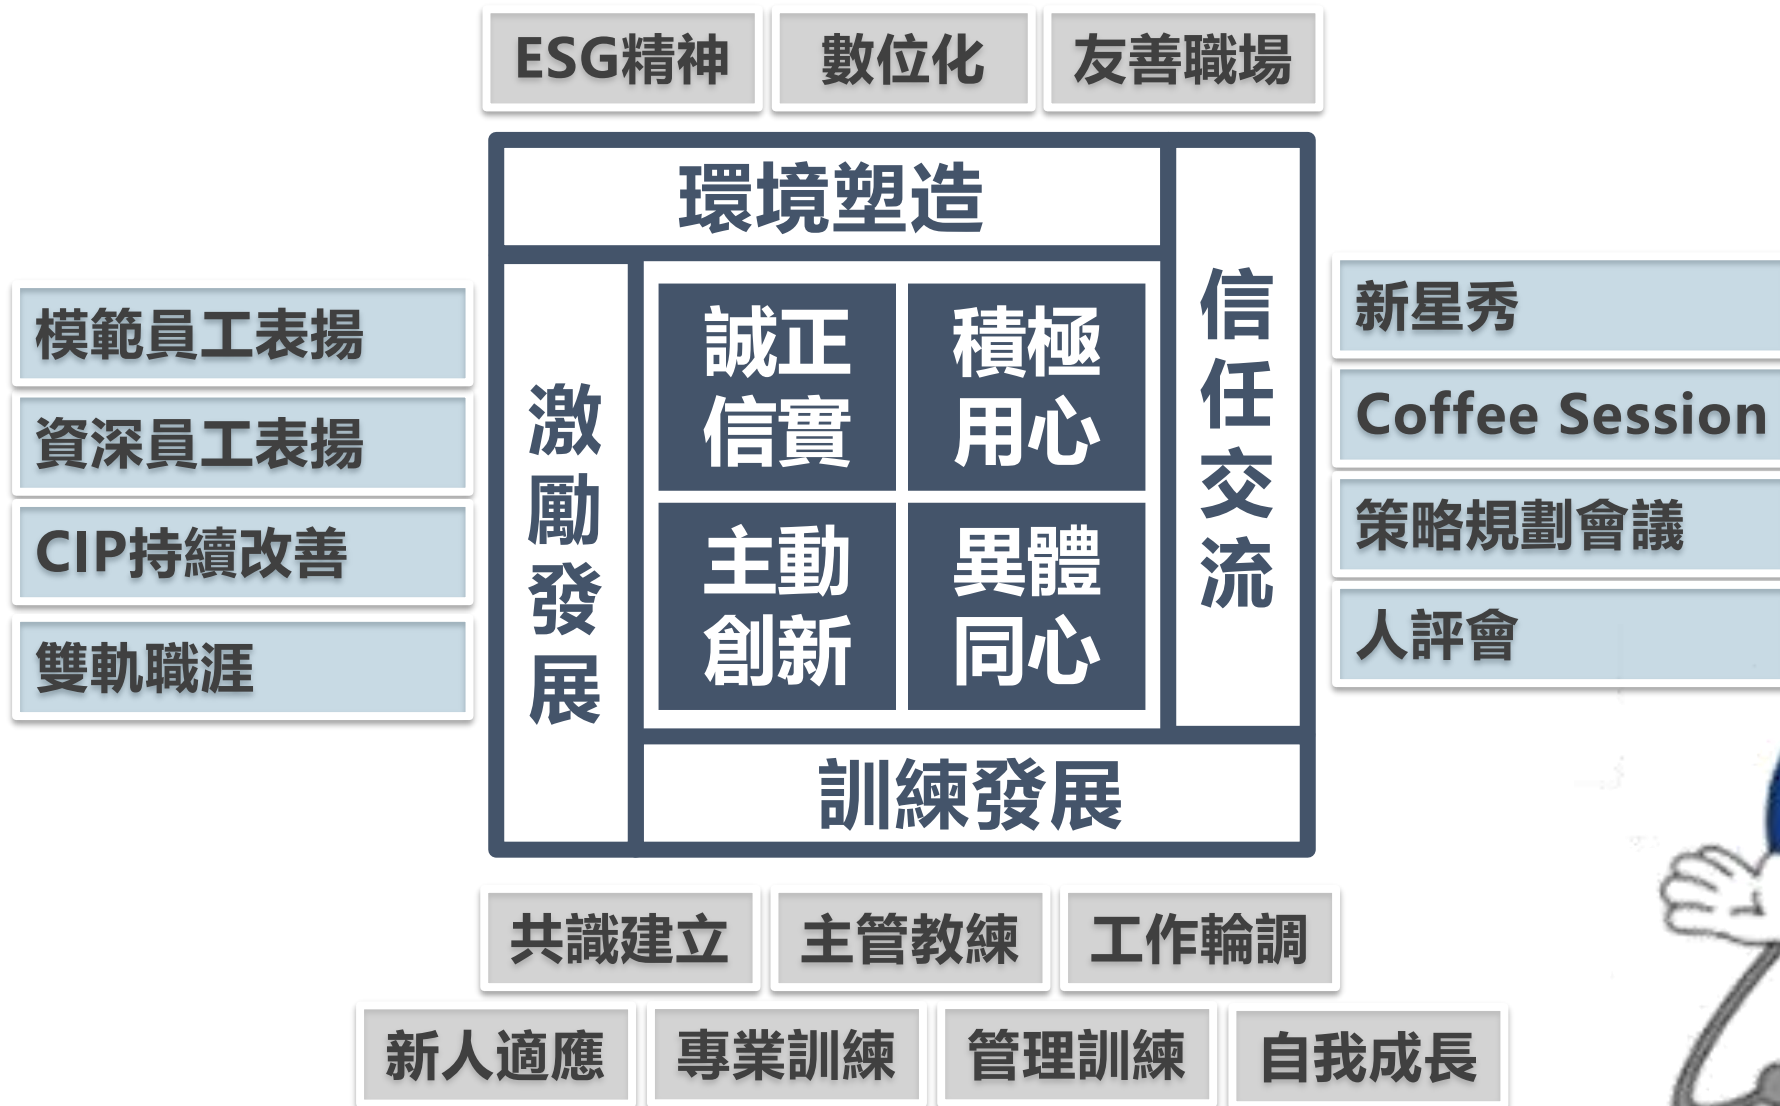 ESG精神
數位化
友善職場
環境塑造
模範員工表揚
資深員工表揚
CIP持續改善
雙軌職涯
激勵發展
誠正
信實
積極
用心
主動
創新
異體
同心
信任交流
新星秀
Coffee Session
策略規劃會議
人評會
訓練發展
共識建立
主管教練
工作輪調
新人適應
專業訓練
管理訓練
自我成長